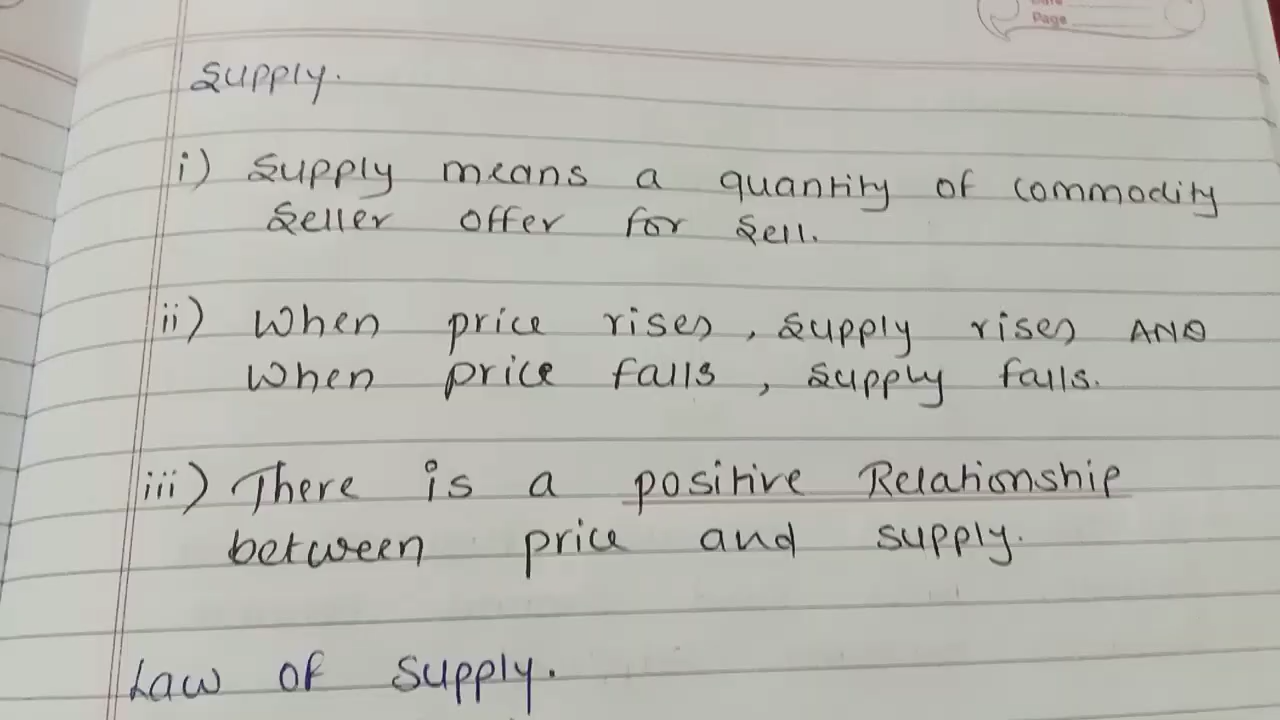 Page
Supply.
i) Supply means a quantity of commodity
Seller offer for sell.
ii) When price rises, Supply rises AND
When price falls, supply falls.
iii) There is a positive Relationship
between price and supply.
Law of supply.